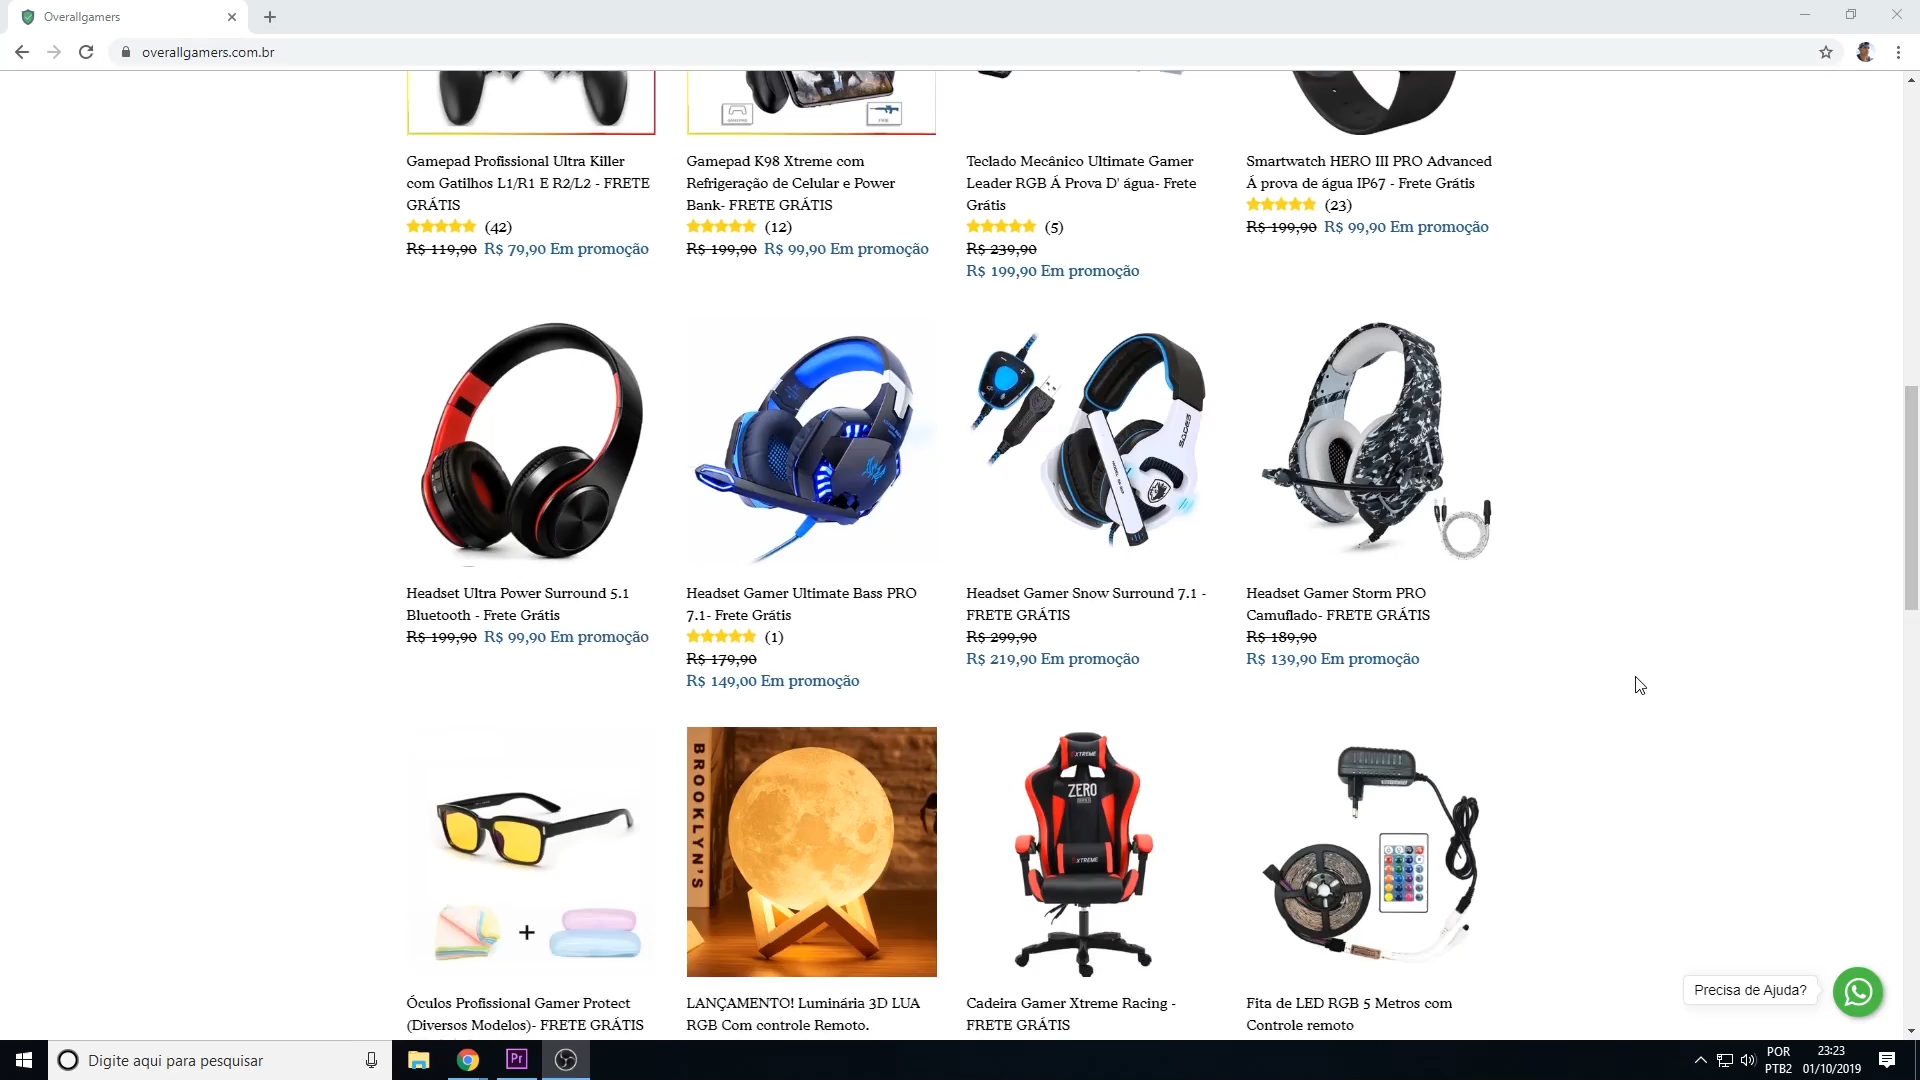 Overallgamers
overallgamers.com.br
GAMEPAD
FIRE
Gamepad Profissional Ultra Killer
com Gatilhos L1/R1 E R2/L2 - FRETE
GRÁTIS
(42)
R$ 119,90 R$ 79,90 Em promoção
Gamepad K98 Xtreme com
Refrigeração de Celular e Power
Bank- FRETE GRÁTIS
(12)
R$ 199,90 R$ 99,90 Em promoção
Teclado Mecânico Ultimate Gamer
Leader RGB Á Prova D' água- Frete
Grátis
(5)
R$ 239,90
R$ 199,90 Em promoção
Smartwatch HERO III PRO Advanced
Á prova de água IP67 - Frete Grátis
(23)
R$ 199,90 R$ 99,90 Em promoção
SADES
Headset Ultra Power Surround 5.1
Bluetooth - Frete Grátis
R$ 199,90 R$ 99,90 Em promoção
Headset Gamer Ultimate Bass PRO
7.1- Frete Grátis
(1)
R$ 179,90
R$ 149,00 Em promoção
Headset Gamer Snow Surround 7.1 -
FRETE GRÁTIS
R$ 299,90
R$ 219,90 Em promoção
Headset Gamer Storm PRO
Camuflado- FRETE GRÁTIS
R$ 189,90
R$ 139,90 Em promoção
+
BROOKLYN'S
EXTREME
ZERO
EXTREME
Óculos Profissional Gamer Protect
(Diversos Modelos)- FRETE GRÁTIS
LANÇAMENTO! Luminária 3D LUA
RGB Com controle Remoto.
Cadeira Gamer Xtreme Racing -
FRETE GRÁTIS
Fita de LED RGB 5 Metros com
Controle remoto
Precisa de Ajuda?
Digite aqui para pesquisar
Pr
POR
PTB2
23:23
01/10/2019